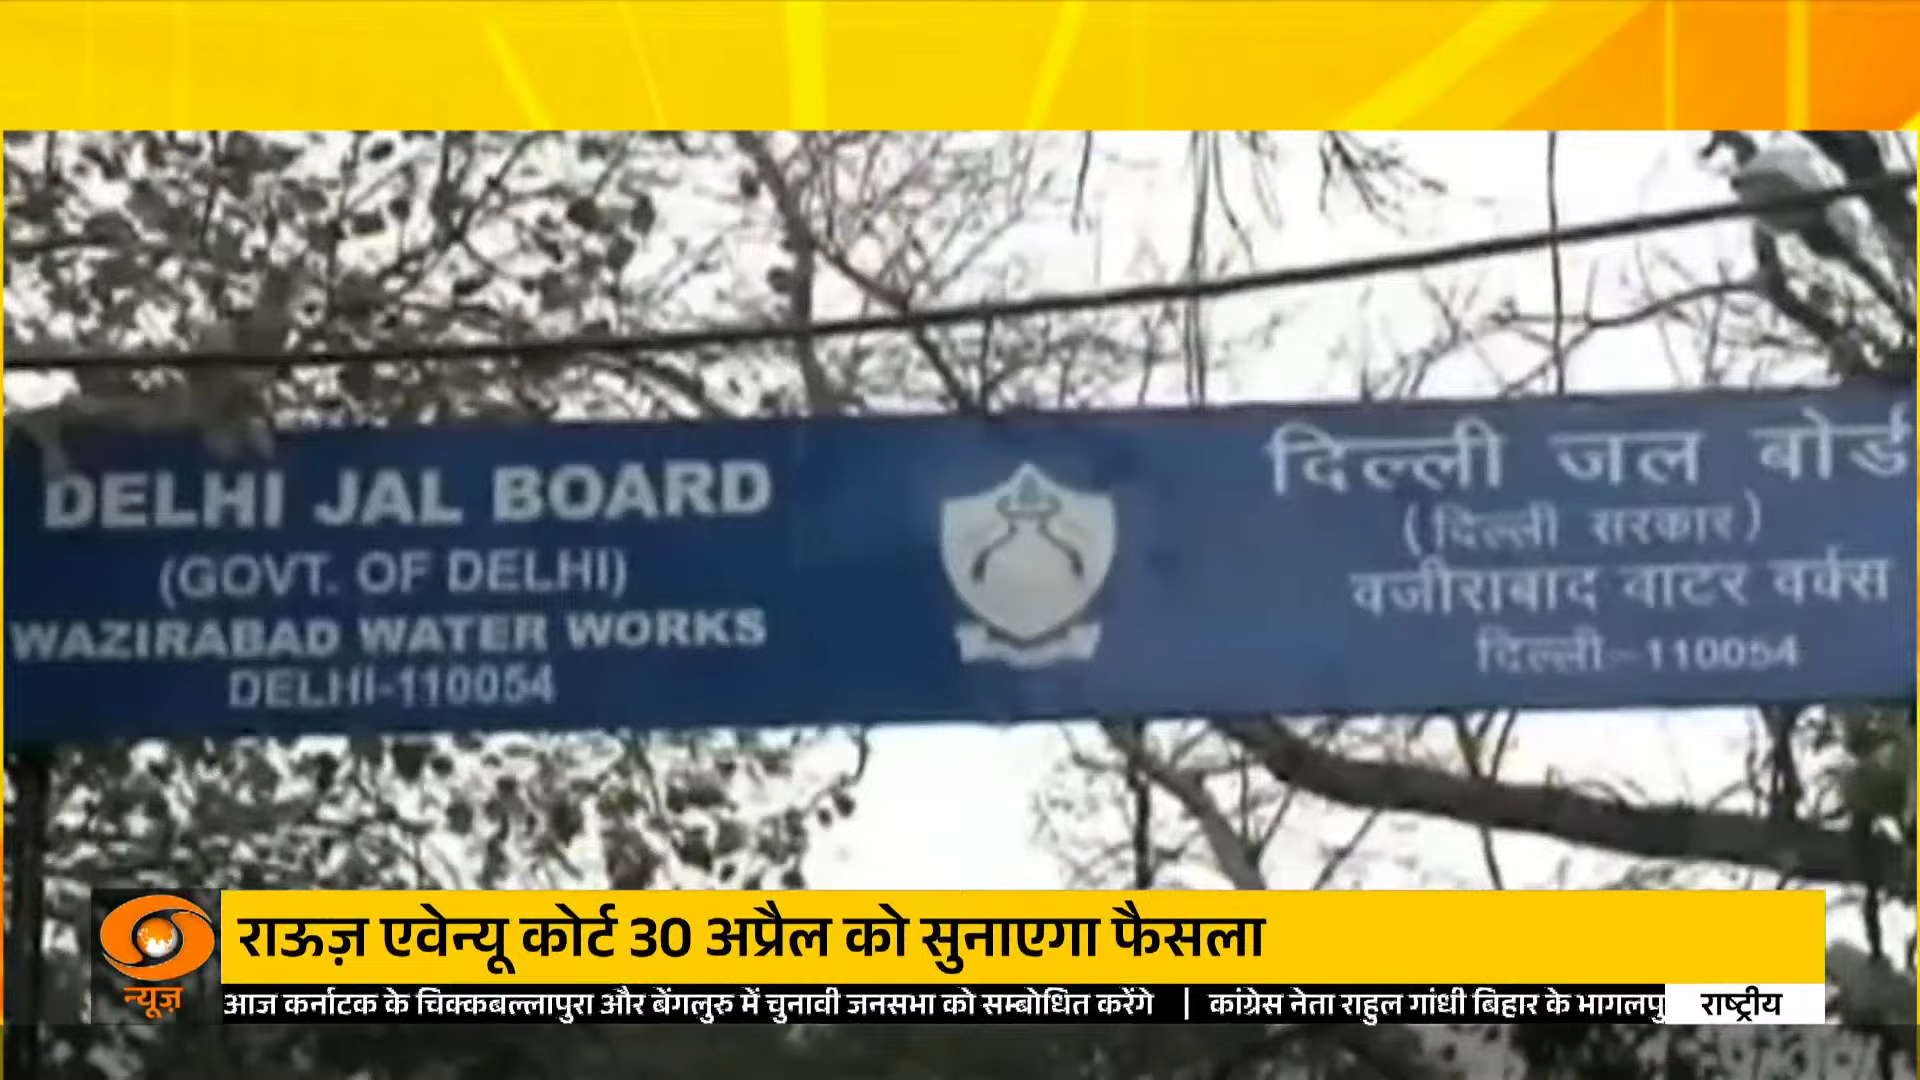 DELHI JAL BOARD
(GOVT. OF DELHI)
WAZIRABAD WATER WORKS
DELHI-110054
दिल्ली जल बोर्ड
(दिल्ली सरकार)
वजीराबाद वाटर वर्क्स
दिल्ली-110054
राऊज़ एवेन्यू कोर्ट 30 अप्रैल को सुनाएगा फैसला
न्यूज़
आज कर्नाटक के चिक्कबल्लापुरा और बेंगलुरु में चुनावी जनसभा को सम्बोधित करेंगे | कांग्रेस नेता राहुल गांधी बिहार के भागलपु
राष्ट्रीय